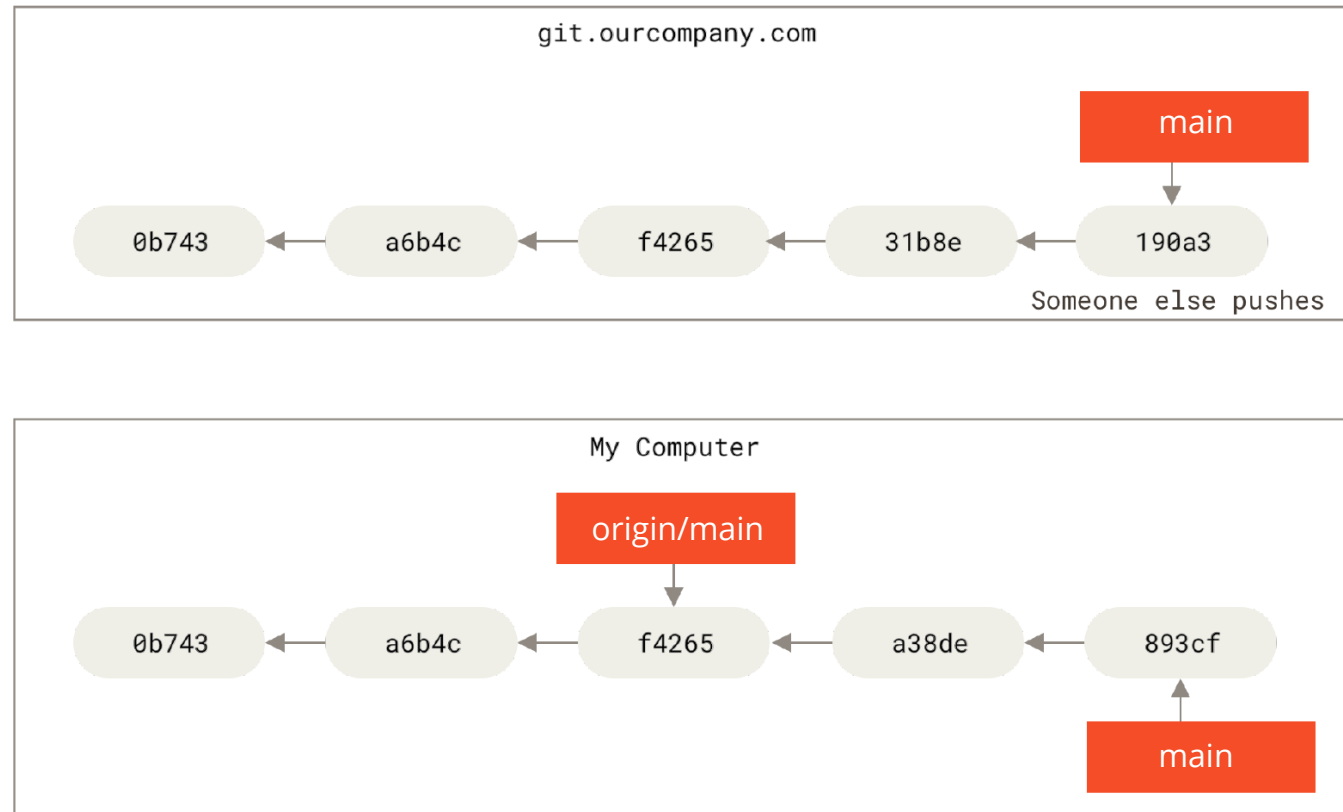 git.ourcompany.com
main
0b743 a6b4c f4265 31b8e 190a3
Someone else pushes
My Computer
origin/main
0b743 a6b4c f4265 a38de 893cf
main